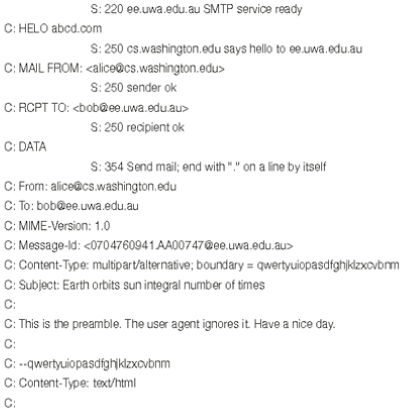 S: 220 ee.uwa.edu.au SMTP service ready
C: HELO abcd.com
S: 250 cs.washington.edu says hello to ee.uwa.edu.au
C: MAIL FROM: <alice@cs.washington.edu>
S: 250 sender ok
C: RCPT TO: <bob@ee.uwa.edu.au>
S: 250 recipient ok
C: DATA
S: 354 Send mail; end with "." on a line by itself
C: From: alice@cs.washington.edu
C: To: bob@ee.uwa.edu.au
C: MIME-Version: 1.0
C: Message-Id: <0704760941.AA00747@ee.uwa.edu.au>
C: Content-Type: multipart/alternative; boundary = qwertyuiopasdfghjklzxcvbnm
C: Subject: Earth orbits sun integral number of times
C:
C: This is the preamble. The user agent ignores it. Have a nice day.
C:
C: --qwertyuiopasdfghjklzxcvbnm
C: Content-Type: text/html
C: